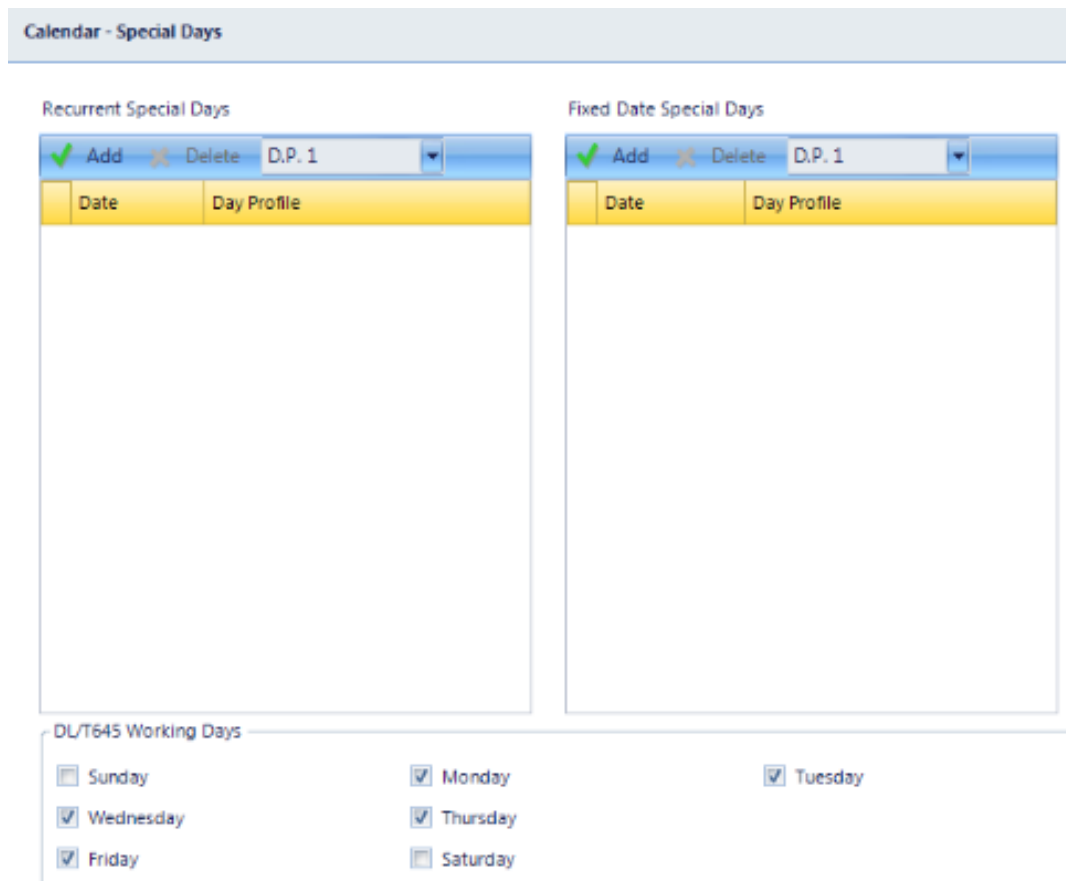 Calendar - Special Days
Recurrent Special Days
Add Delete D.P. 1
Date Day Profile
Fixed Date Special Days
Add Delete D.P. 1
Date Day Profile
DL/T645 Working Days
Sunday Monday Tuesday
Wednesday Thursday
Friday Saturday